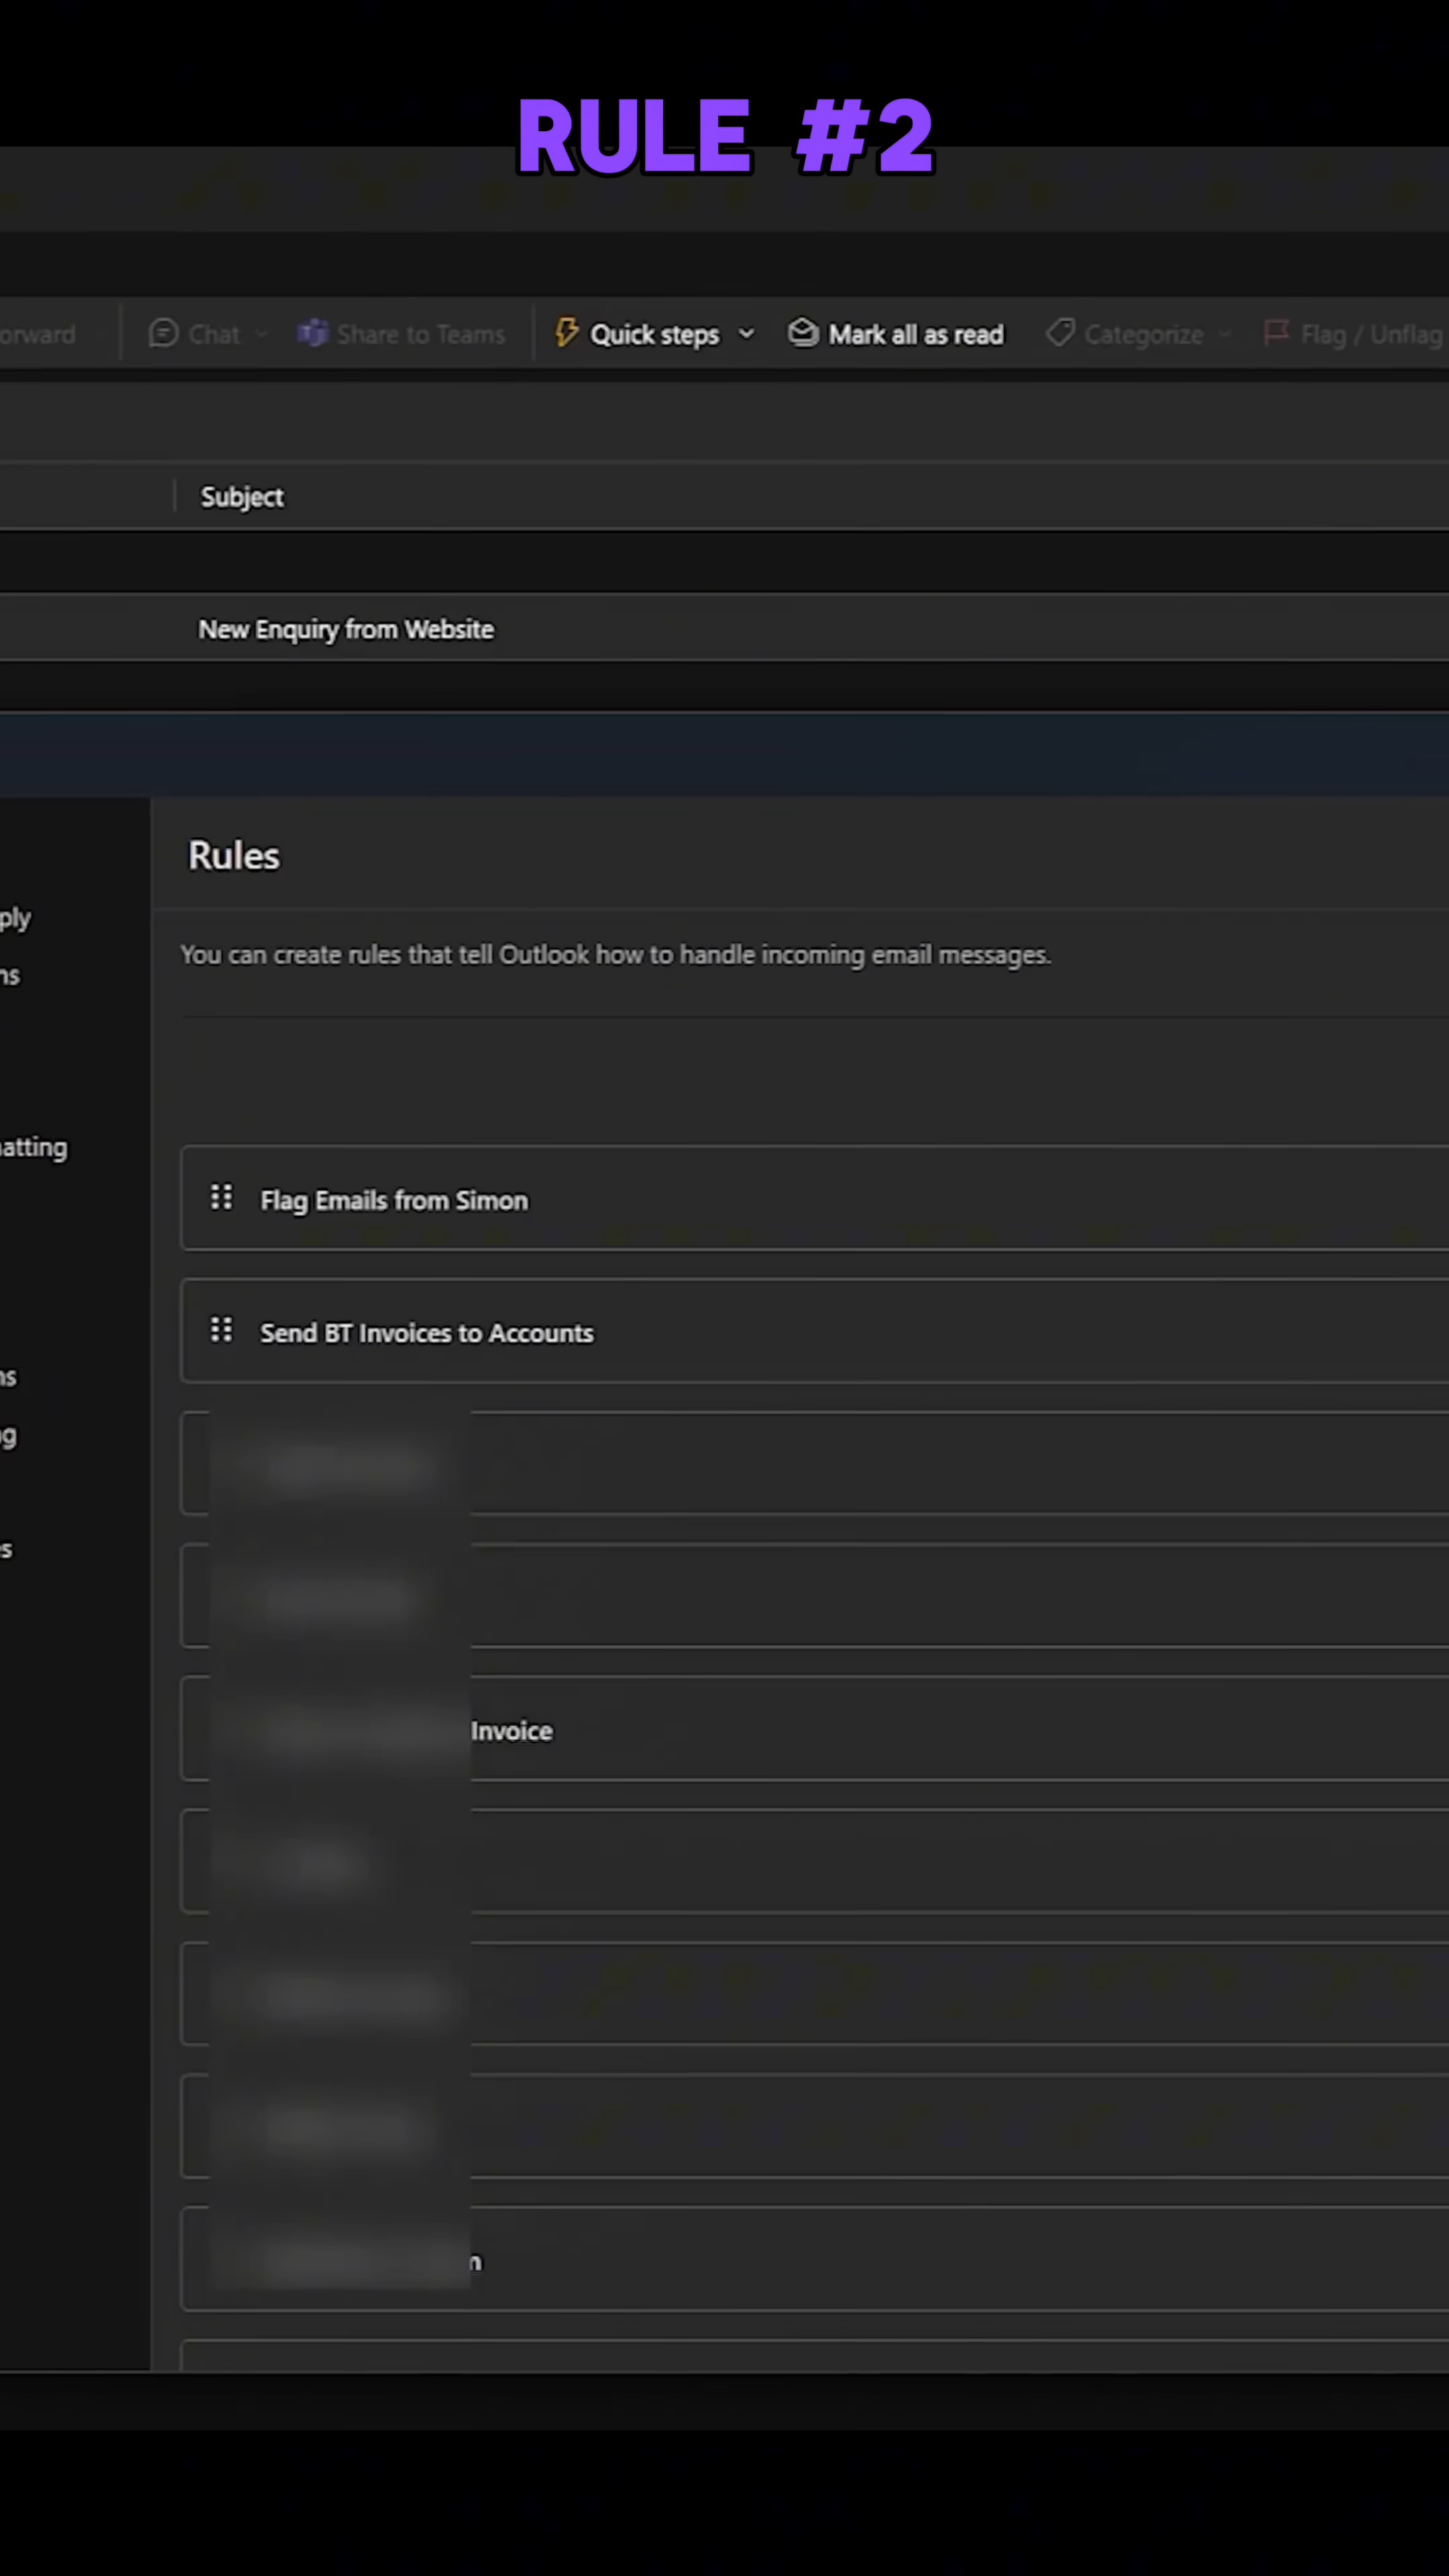 RULE #2
orward Chat Share to Teams Quick steps Mark all as read Categorize Flag / Unflag
Subject
New Enquiry from Website
Rules
ply
You can create rules that tell Outlook how to handle incoming email messages.
ns
atting
Flag Emails from Simon
Send BT Invoices to Accounts
ns
g
s
Invoice
n